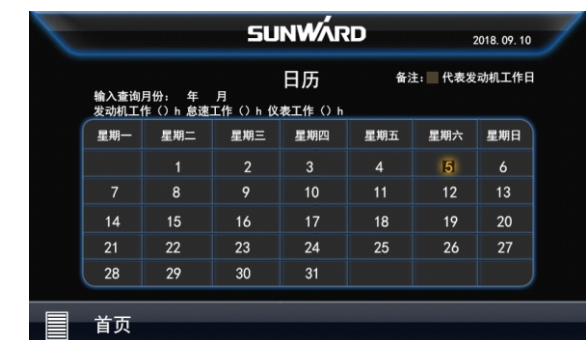 SUNWARD
2018.09.10
日历
备注: 代表发动机工作日
输入查询月份: 年 月
发动机工作 () h 怠速工作 () h 仪表工作 () h
星期一 星期二 星期三 星期四 星期五 星期六 星期日
1 2 3 4 5 6
7 8 9 10 11 12 13
14 15 16 17 18 19 20
21 22 23 24 25 26 27
28 29 30 31
首页